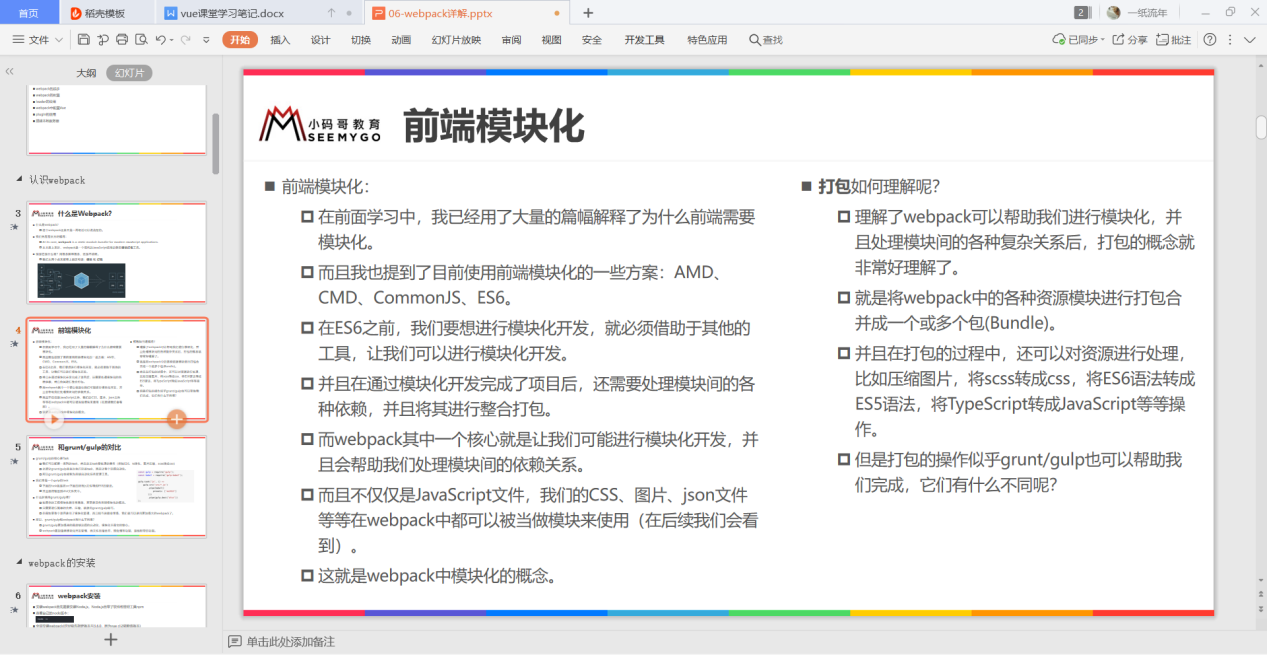 首页
稻壳模板
vue课堂学习笔记.docx
06-webpack详解.pptx
2
一纸流年
文件
开始
插入
设计
切换
动画
幻灯片放映
审阅
视图
安全
开发工具
特色应用
查找
已同步
分享
批注
大纲
幻灯片
认识webpack
3
什么是Webpack?
4
前端模块化
5
和grunt/gulp的对比
webpack的安装
6
webpack安装
小码哥教育
SEEMYGO
前端模块化
前端模块化：
在前面学习中，我已经用了大量的篇幅解释了为什么前端需要
模块化。
而且我也提到了目前使用前端模块化的一些方案：AMD、
CMD、CommonJS、ES6。
在ES6之前，我们要想进行模块化开发，就必须借助于其他的
工具，让我们可以进行模块化开发。
并且在通过模块化开发完成了项目后，还需要处理模块间的各
种依赖，并且将其进行整合打包。
而webpack其中一个核心就是让我们可能进行模块化开发，并
且会帮助我们处理模块间的依赖关系。
而且不仅仅是JavaScript文件，我们的CSS、图片、json文件
等等在webpack中都可以被当做模块来使用（在后续我们会看
到）。
这就是webpack中模块化的概念。
打包如何理解呢？
理解了webpack可以帮助我们进行模块化，并
且处理模块间的各种复杂关系后，打包的概念就
非常好理解了。
就是将webpack中的各种资源模块进行打包合
并成一个或多个包(Bundle)。
并且在打包的过程中，还可以对资源进行处理，
比如压缩图片，将scss转成css，将ES6语法转成
ES5语法，将TypeScript转成JavaScript等等操
作。
但是打包的操作似乎grunt/gulp也可以帮助我
们完成，它们有什么不同呢？
单击此处添加备注